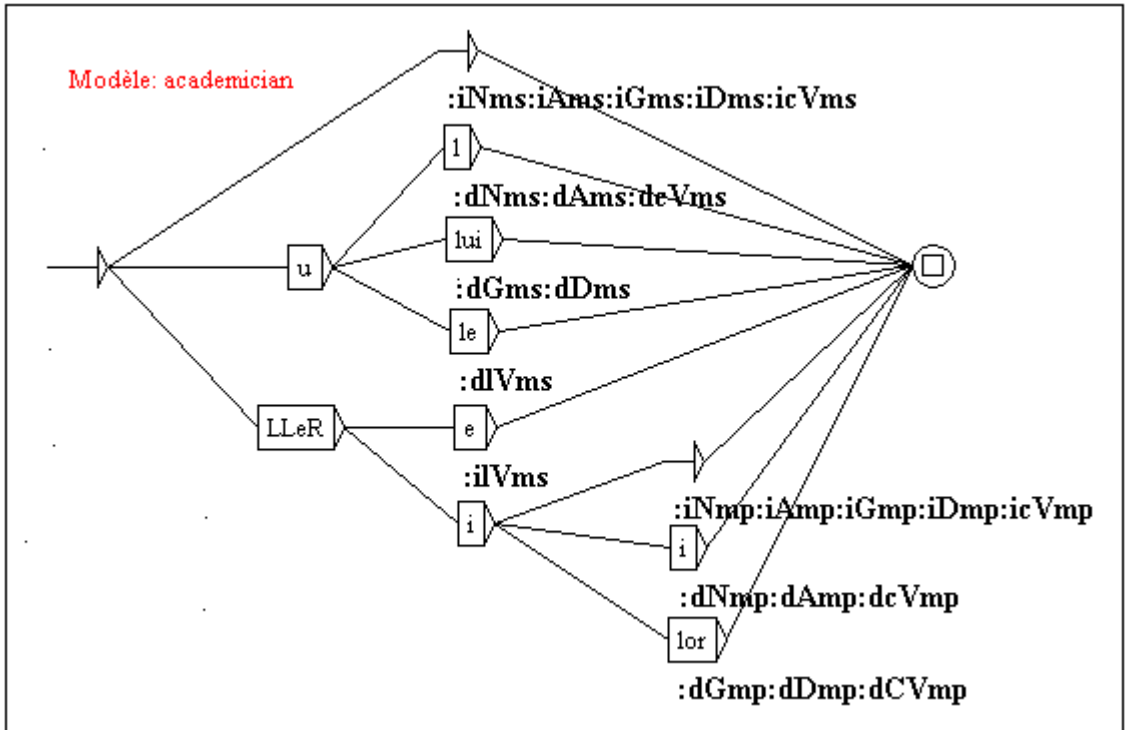 Modèle: academician
:iNms:iAms:iGms:iDms:icVms
l
:dNms:dAms:dcVms
lui
u
:dGms:dDms
le
:dlVms
LLeR
e
:ilVms
i
:iNmp:iAmp:iGmp:iDmp:icVmp
i
:dNmp:dAmp:dcVmp
lor
:dGmp:dDmp:dCVmp